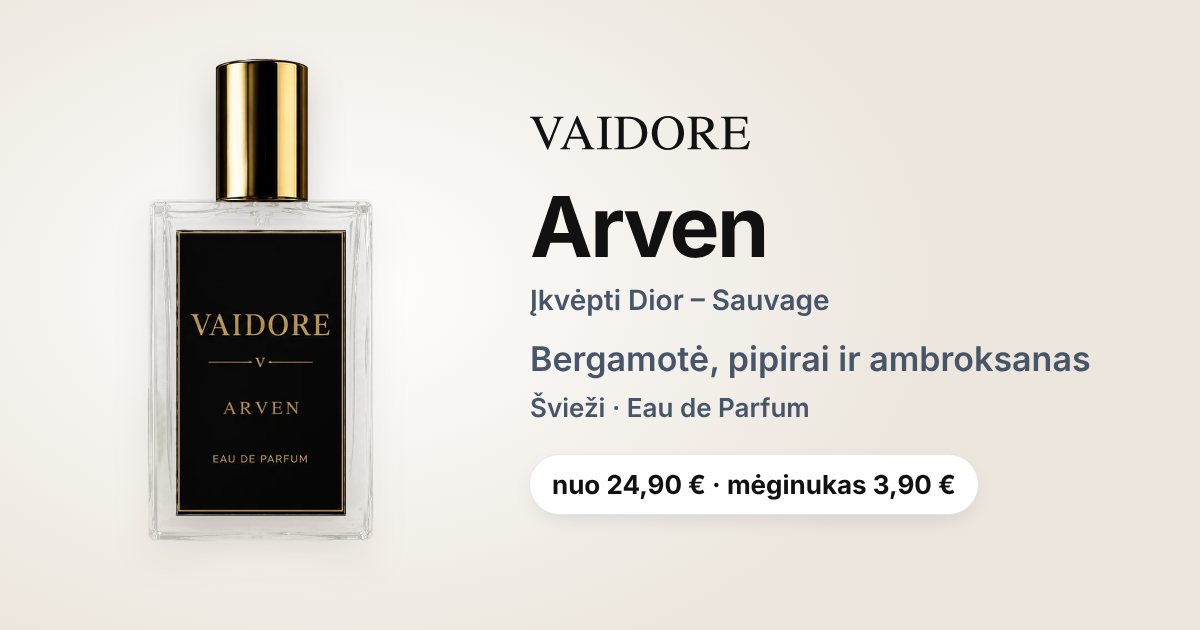 VAIDORE
V
ARVEN
EAU DE PARFUM
VAIDORE
Arven
Įkvėpti Dior – Sauvage
Bergamotė, pipirai ir ambroksanas
Švieži · Eau de Parfum
nuo 24,90 € · mėginukas 3,90 €